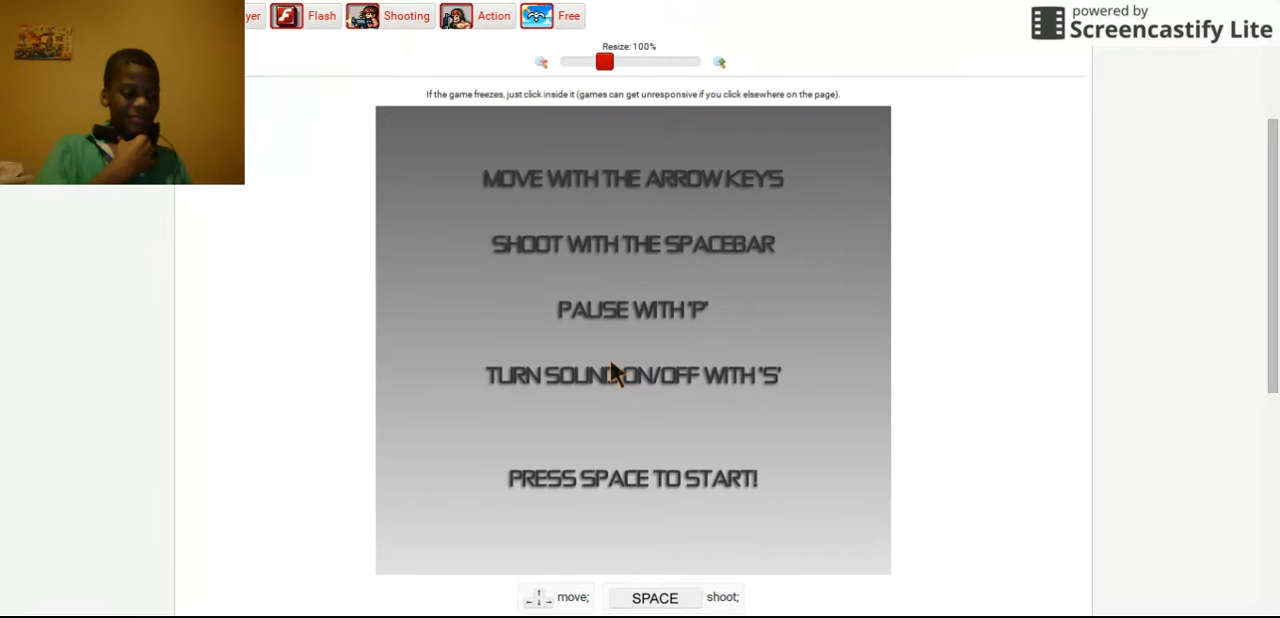 yer Flash Shooting Action Free
powered by
Screencastify Lite
Resize: 100%
If the game freezes, just click inside it (games can get unresponsive if you click elsewhere on the page).
MOVE WITH THE ARROW KEYS
SHOOT WITH THE SPACEBAR
PAUSE WITH 'P'
TURN SOUND ON/OFF WITH 'S'
PRESS SPACE TO START!
move; SPACE shoot;